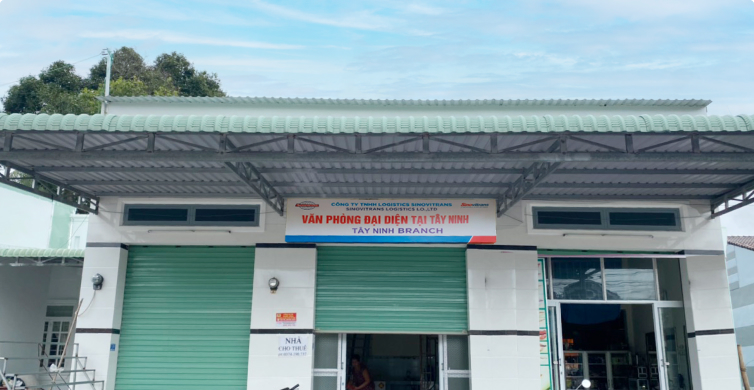 CÔNG TY TNHH LOGISTICS SINOVITRANS
SINOVITRANS LOGISTICS CO.,LTD
VĂN PHÒNG ĐẠI DIỆN TẠI TÂY NINH
TÂY NINH BRANCH
NHÀ
CHO THUÊ